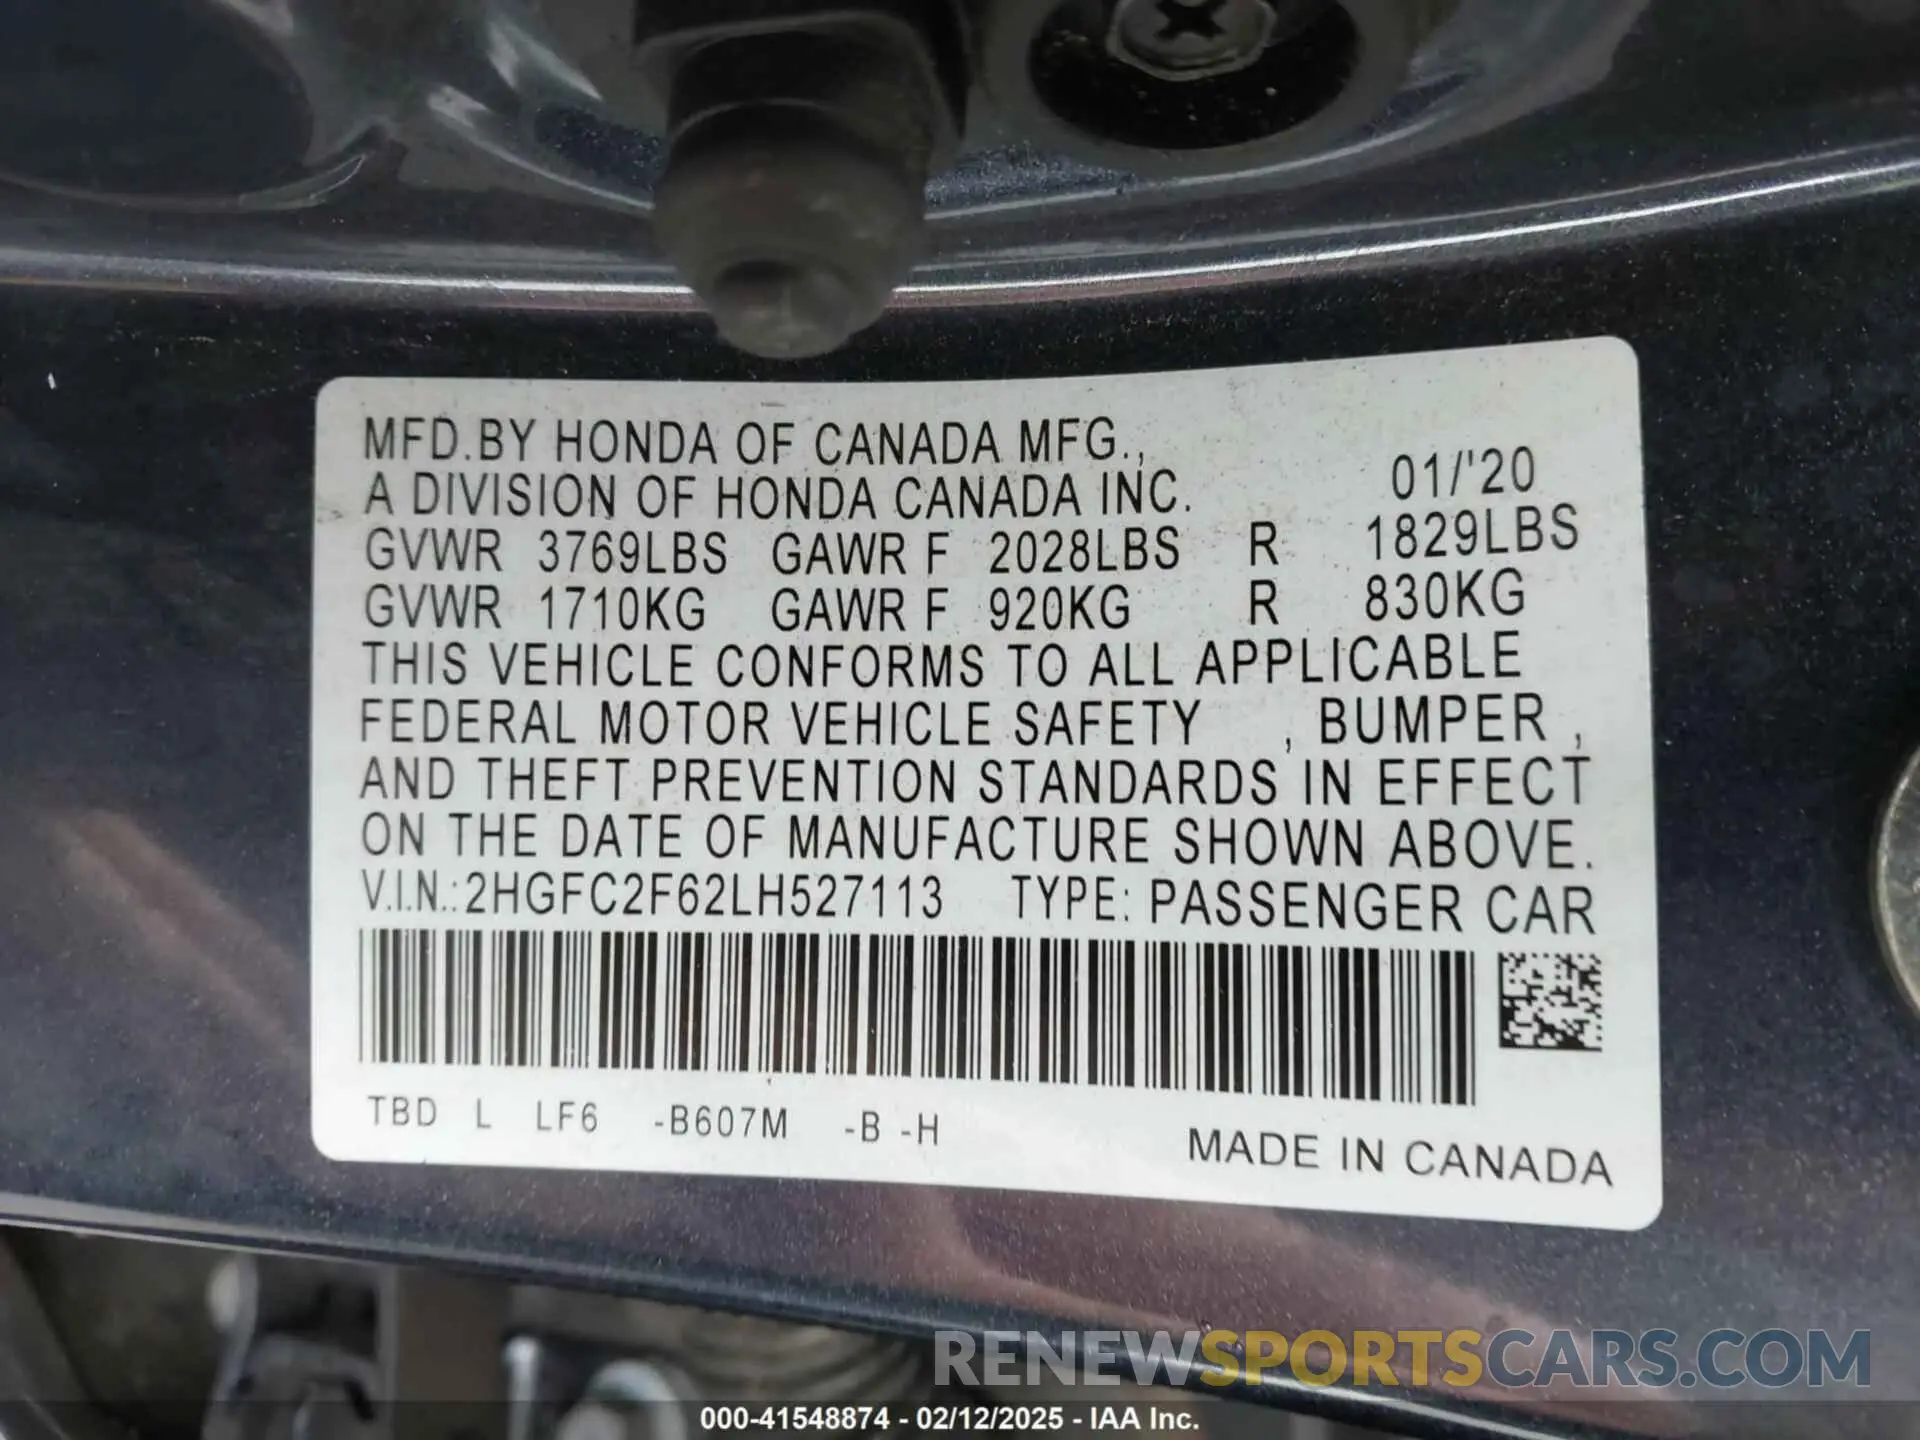 MFD.BY HONDA OF CANADA MFG.,
A DIVISION OF HONDA CANADA INC. 01/'20
GVWR 3769LBS GAWR F 2028LBS R 1829LBS
GVWR 1710KG GAWR F 920KG R 830KG
THIS VEHICLE CONFORMS TO ALL APPLICABLE
FEDERAL MOTOR VEHICLE SAFETY , BUMPER ,
AND THEFT PREVENTION STANDARDS IN EFFECT
ON THE DATE OF MANUFACTURE SHOWN ABOVE.
V.I.N.:2HGFC2F62LH527113 TYPE: PASSENGER CAR
TBD L LF6 -B607M -B -H
MADE IN CANADA
RENEWSPORTSCARS.COM
000-41548874 - 02/12/2025 - IAA Inc.